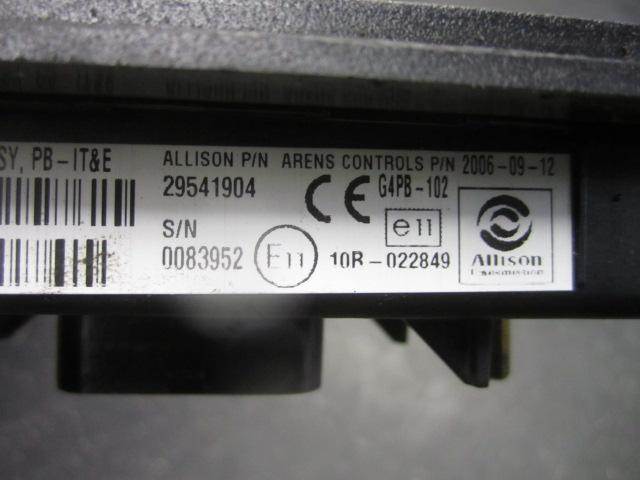 SY, PB-IT&E
ALLISON P/N ARENS CONTROLS P/N 2006-09-12
29541904 CE G4PB-102
S/N e11
0083952 E11 10R-022849
Allison
Transmission